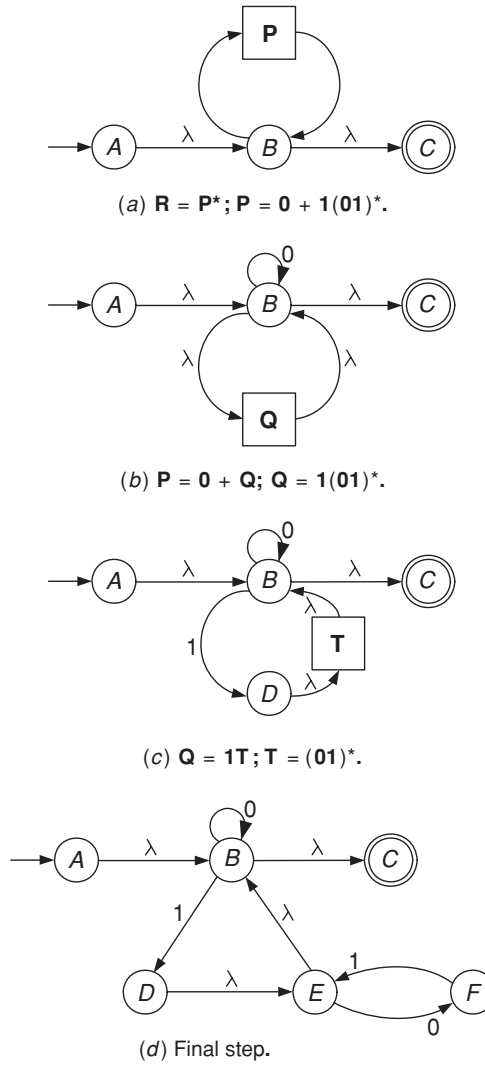 P
A λ B λ C
(a) R = P*; P = 0 + 1(01)*.
0
A λ B λ C
λ λ
Q
(b) P = 0 + Q; Q = 1(01)*.
0
A λ B λ C
λ
1 T
D λ
(c) Q = 1T; T = (01)*.
0
A λ B λ C
1 λ
1
D λ E F
0
(d) Final step.